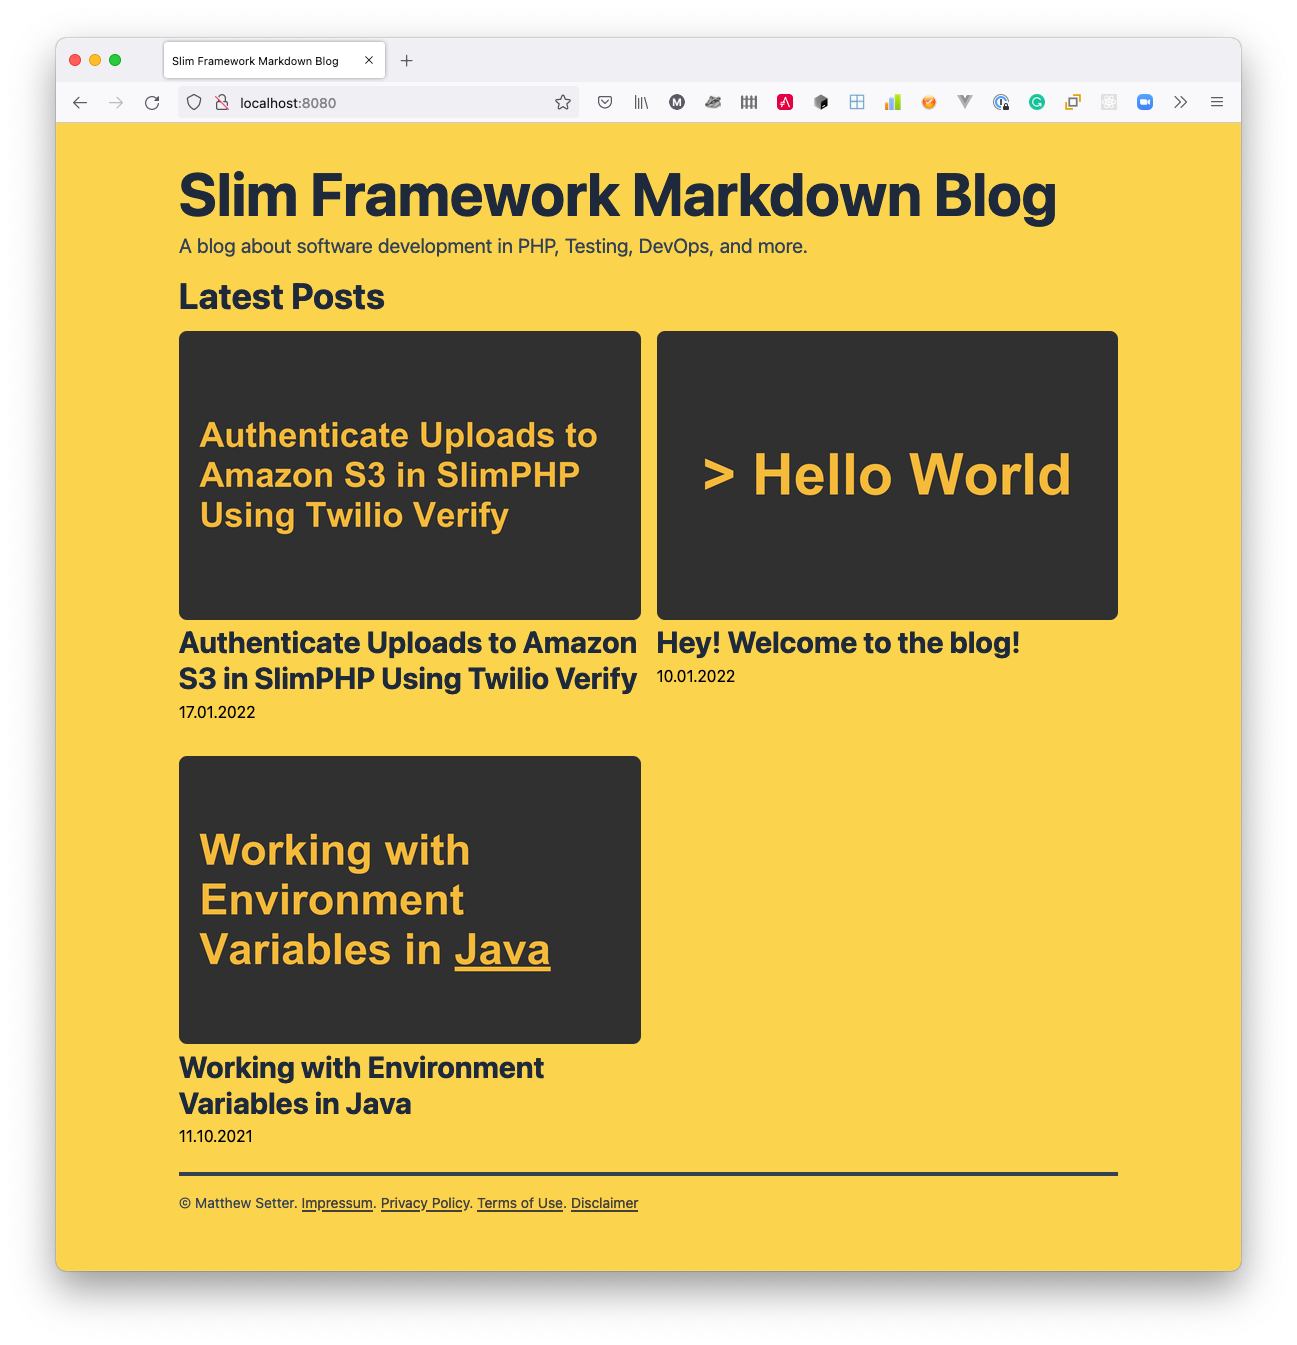 Slim Framework Markdown Blog
localhost:8080
Slim Framework Markdown Blog
A blog about software development in PHP, Testing, DevOps, and more.
Latest Posts
Authenticate Uploads to
Amazon S3 in SlimPHP
Using Twilio Verify
> Hello World
Authenticate Uploads to Amazon
S3 in SlimPHP Using Twilio Verify
17.01.2022
Hey! Welcome to the blog!
10.01.2022
Working with
Environment
Variables in Java
Working with Environment
Variables in Java
11.10.2021
© Matthew Setter. Impressum. Privacy Policy. Terms of Use. Disclaimer